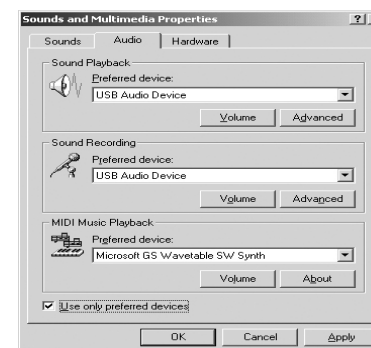 Sounds and Multimedia Properties
Sounds Audio Hardware
Sound Playback
Preferred device:
USB Audio Device
Volume Advanced
Sound Recording
Preferred device:
USB Audio Device
Volume Advanced
MIDI Music Playback
Preferred device:
Microsoft GS Wavetable SW Synth
Volume About
Use only preferred devices
OK Cancel Apply